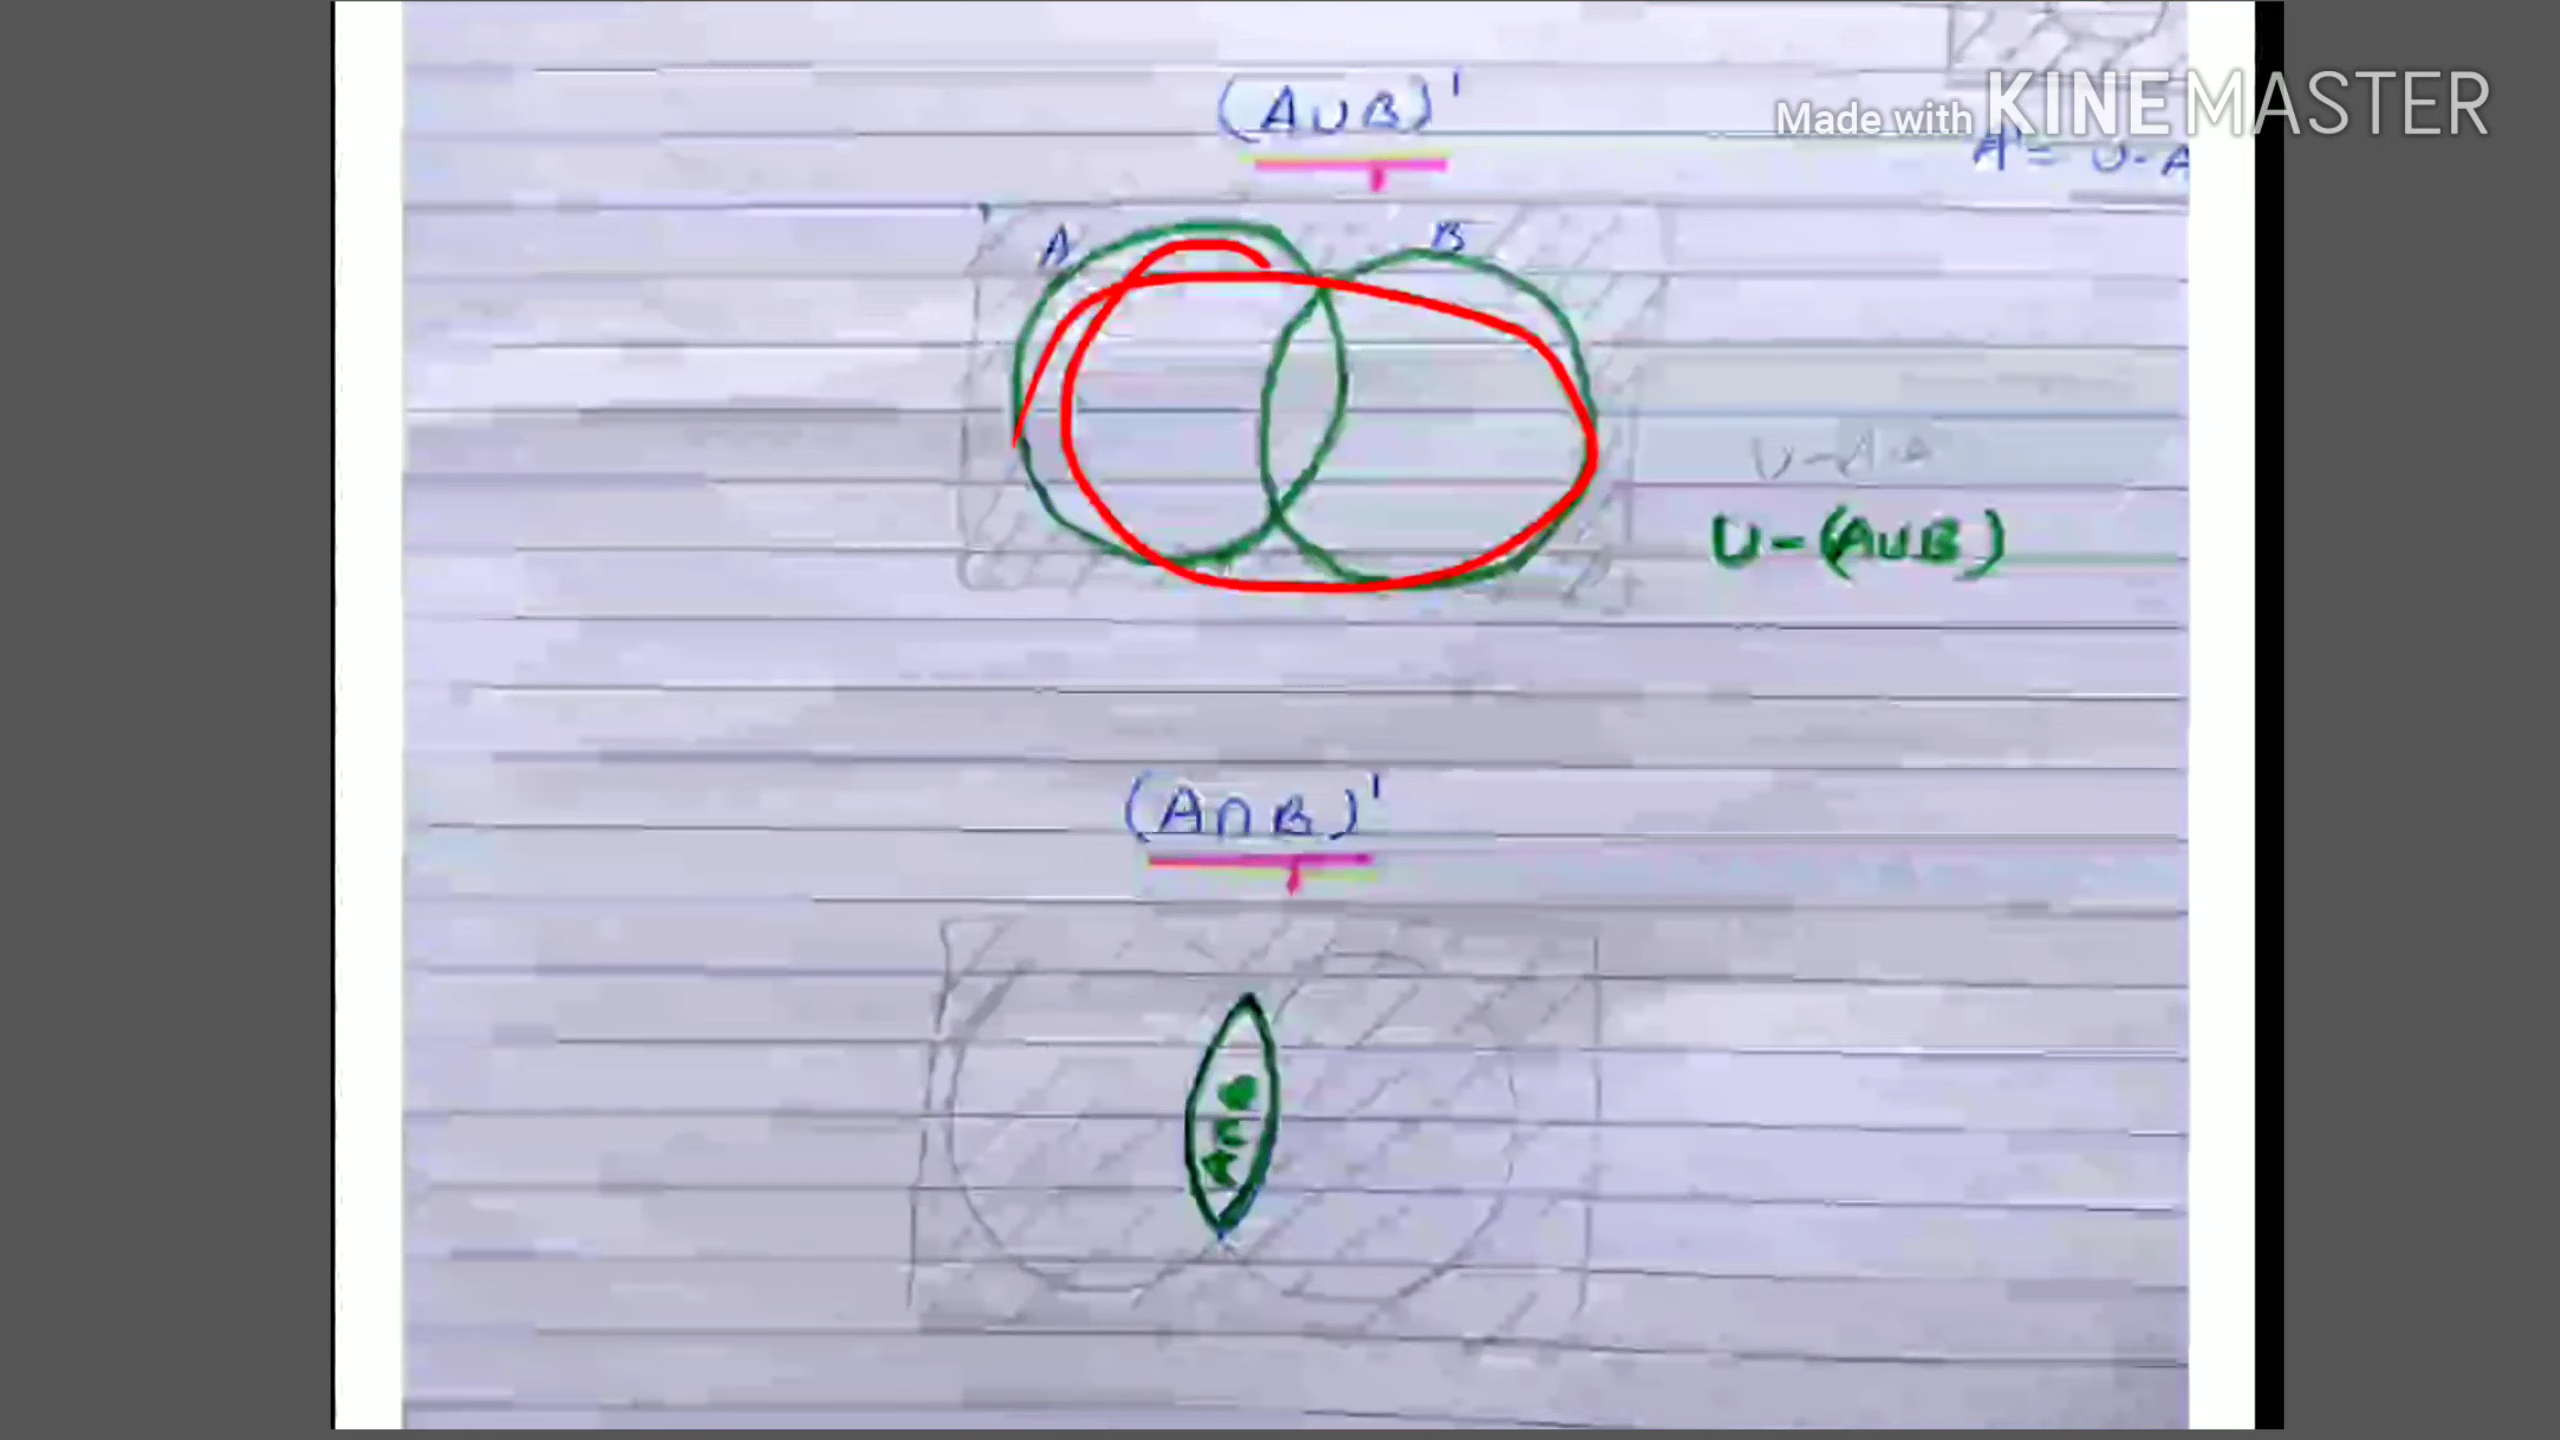 (A∪B)'
Made with KINEMASTER
A' = U - A
A
B
U - (A∪B)
(A∩B)'